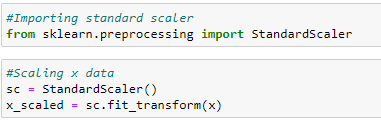 #Importing standard scaler
from sklearn.preprocessing import StandardScaler
#Scaling x data
sc = StandardScaler()
x_scaled = sc.fit_transform(x)